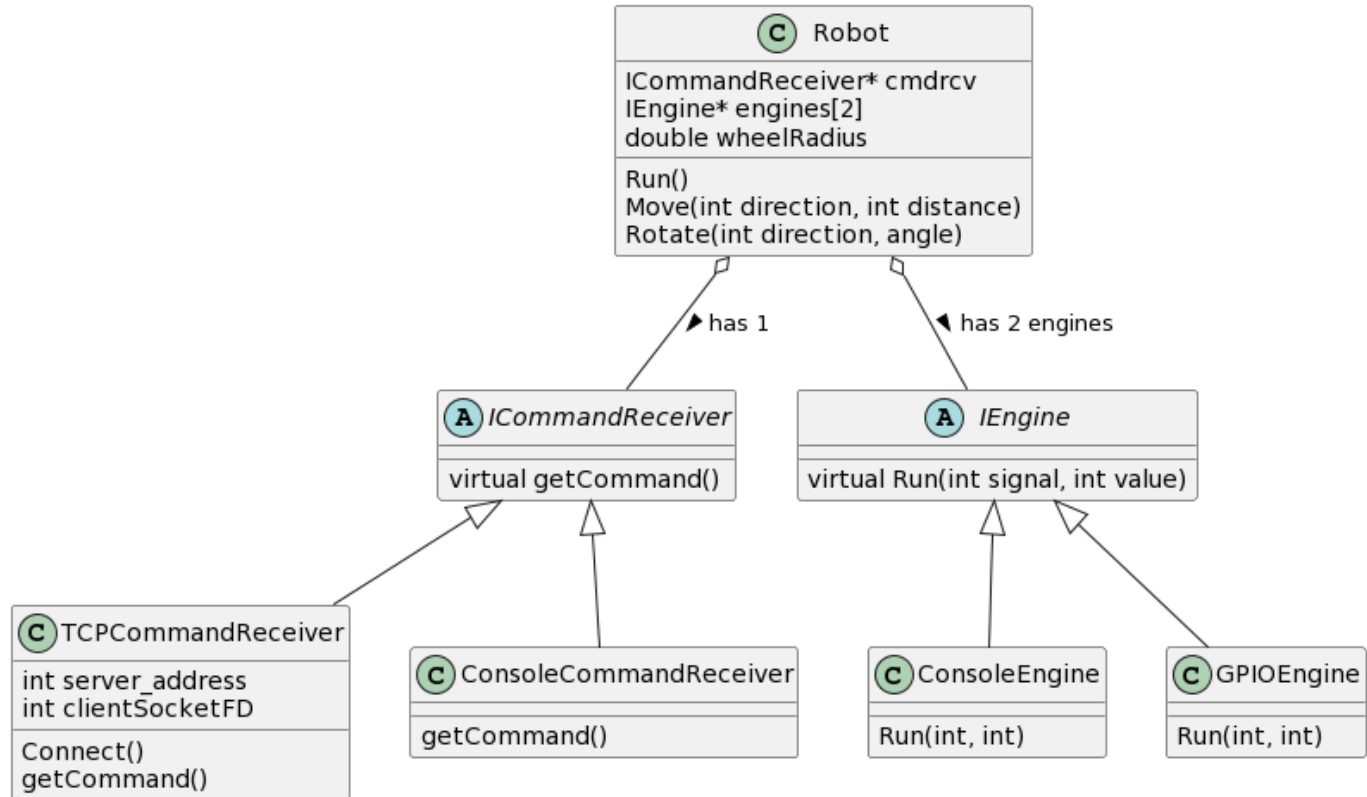 C Robot
ICommandReceiver* cmdrcv
IEngine* engines[2]
double wheelRadius
Run()
Move(int direction, int distance)
Rotate(int direction, angle)
has 1
has 2 engines
A ICommandReceiver
virtual getCommand()
A IEngine
virtual Run(int signal, int value)
C TCPCommandReceiver
int server_address
int clientSocketFD
Connect()
getCommand()
C ConsoleCommandReceiver
getCommand()
C ConsoleEngine
Run(int, int)
C GPIOEngine
Run(int, int)